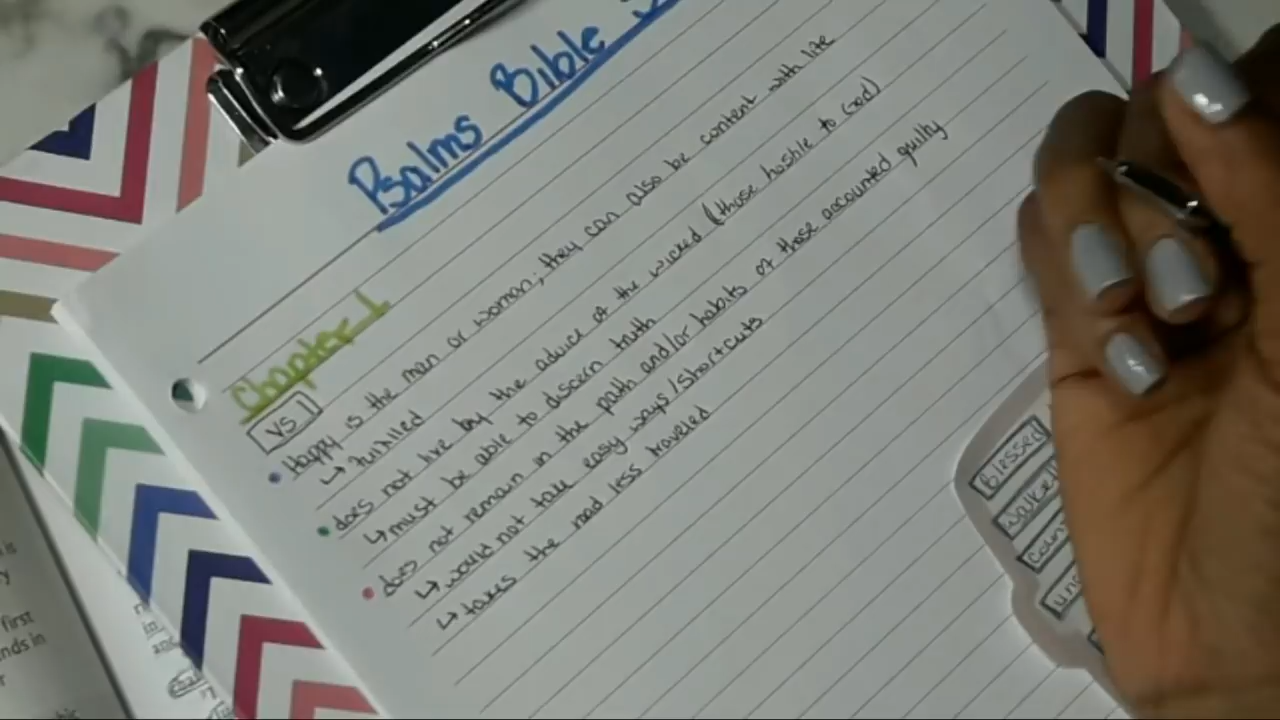 Psalms Bible
Chapter 1
VS 1
Happy is the man or woman; they can also be content with life
↳ fulfilled
does not live by the advice of the wicked (those hostile to God)
↳ must be able to discern truth
does not remain in the path and/or habits of those accounted guilty
↳ would not take easy ways/shortcuts
↳ takes the road less traveled
Blessed
first